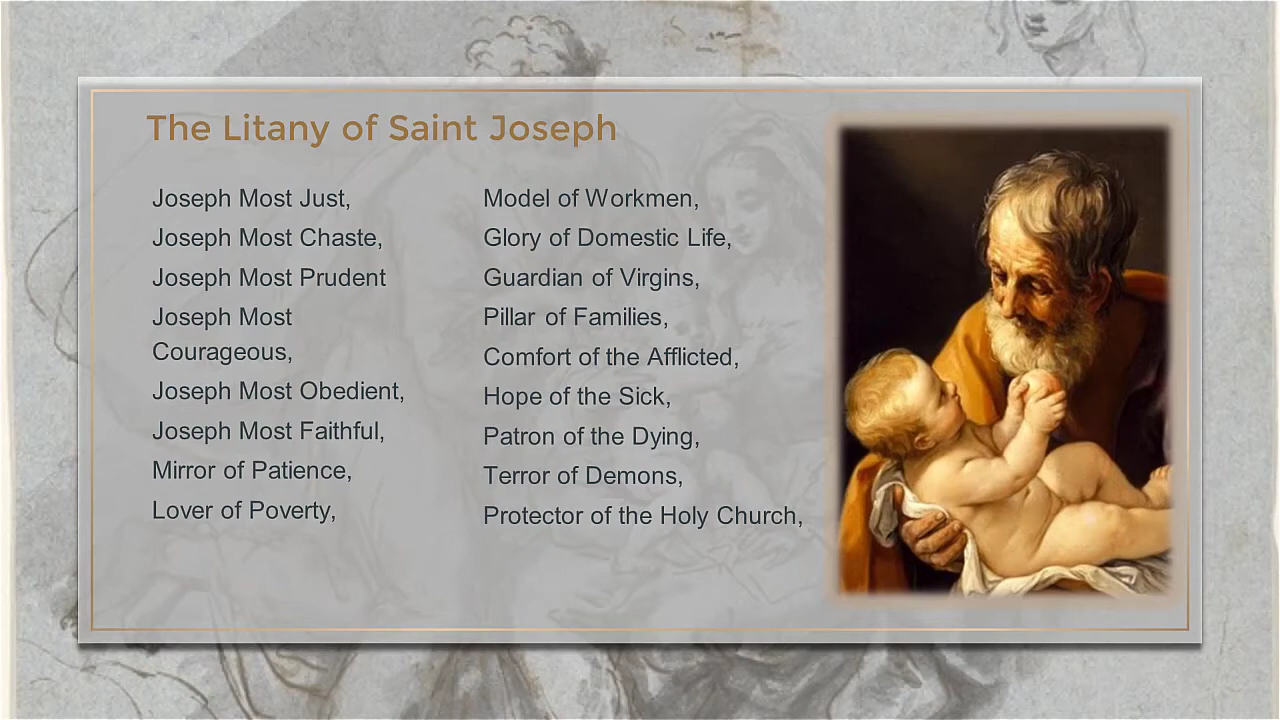 The Litany of Saint Joseph
Joseph Most Just,
Joseph Most Chaste,
Joseph Most Prudent
Joseph Most
Courageous,
Joseph Most Obedient,
Joseph Most Faithful,
Mirror of Patience,
Lover of Poverty,
Model of Workmen,
Glory of Domestic Life,
Guardian of Virgins,
Pillar of Families,
Comfort of the Afflicted,
Hope of the Sick,
Patron of the Dying,
Terror of Demons,
Protector of the Holy Church,